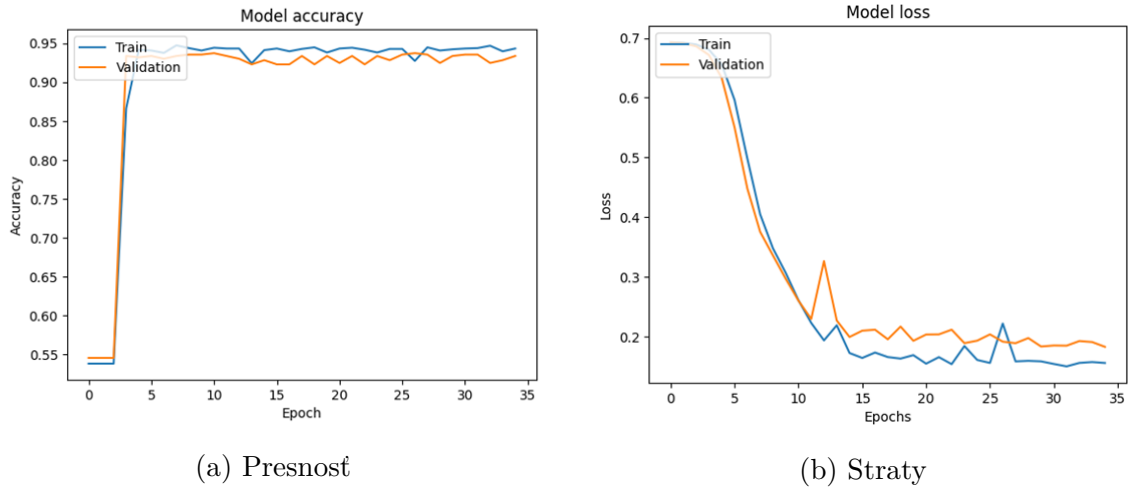 Model accuracy
Train
Validation
0.95
0.90
0.85
0.80
0.75
0.70
0.65
0.60
0.55
Accuracy
0 5 10 15 20 25 30 35
Epoch
(a) Presnosť
Model loss
Train
Validation
0.7
0.6
0.5
0.4
0.3
0.2
Loss
0 5 10 15 20 25 30 35
Epochs
(b) Straty